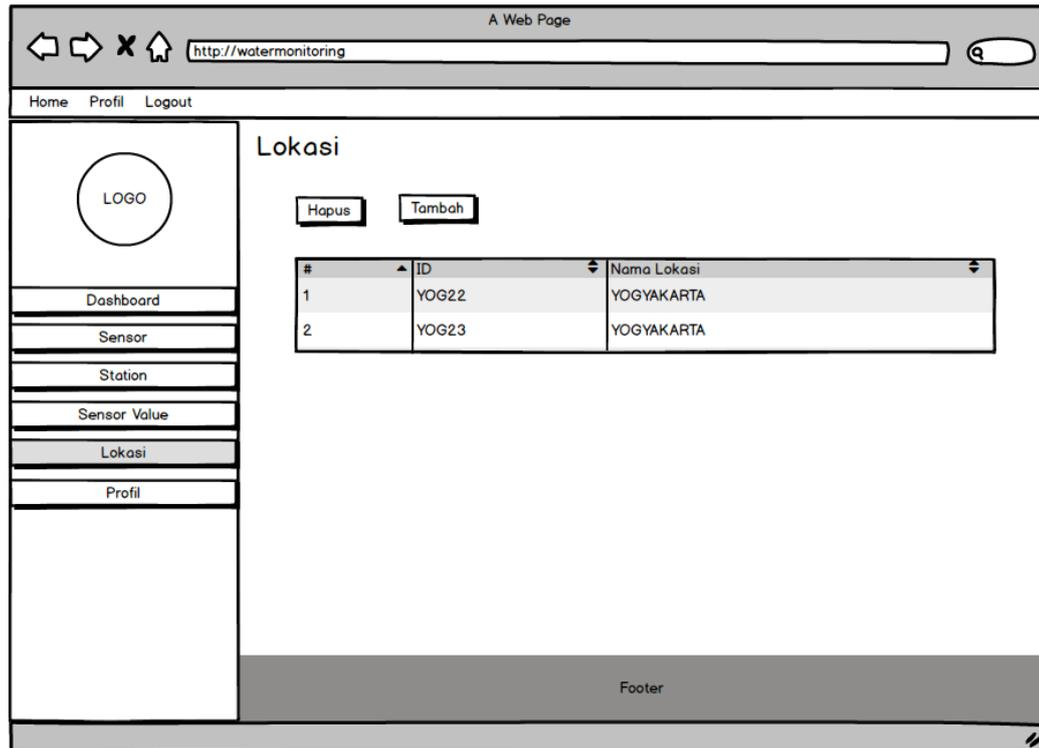 A Web Page
http://watermonitoring
Home Profil Logout
LOGO
Dashboard
Sensor
Station
Sensor Value
Lokasi
Profil
Lokasi
Hapus Tambah
# ID Nama Lokasi
1 YOG22 YOGYAKARTA
2 YOG23 YOGYAKARTA
Footer